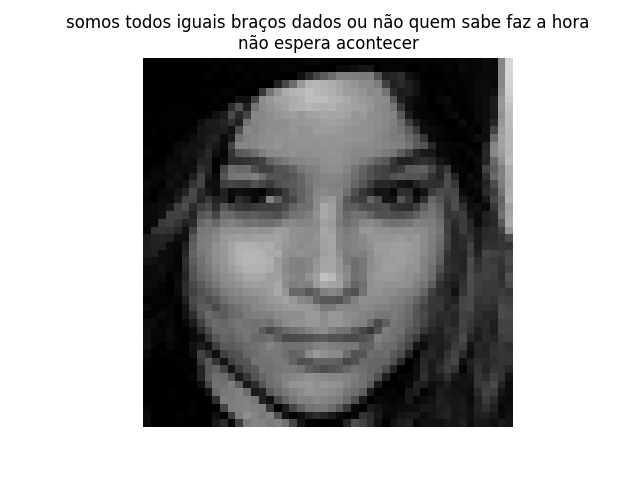 somos todos iguais braços dados ou não quem sabe faz a hora
não espera acontecer